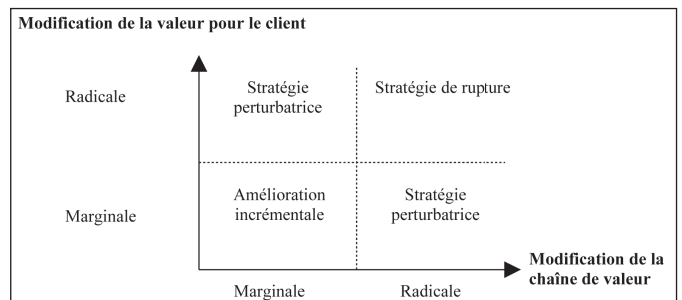 Modification de la valeur pour le client
Radicale
Stratégie
perturbatrice
Stratégie de rupture
Marginale
Amélioration
incrémentale
Stratégie
perturbatrice
Modification de la
chaîne de valeur
Marginale
Radicale